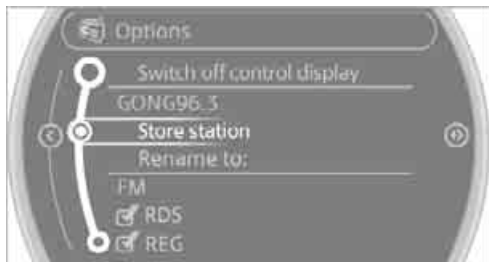 Options
Switch off control display
GONG96.3
Store station
Rename to:
FM
RDS
REG